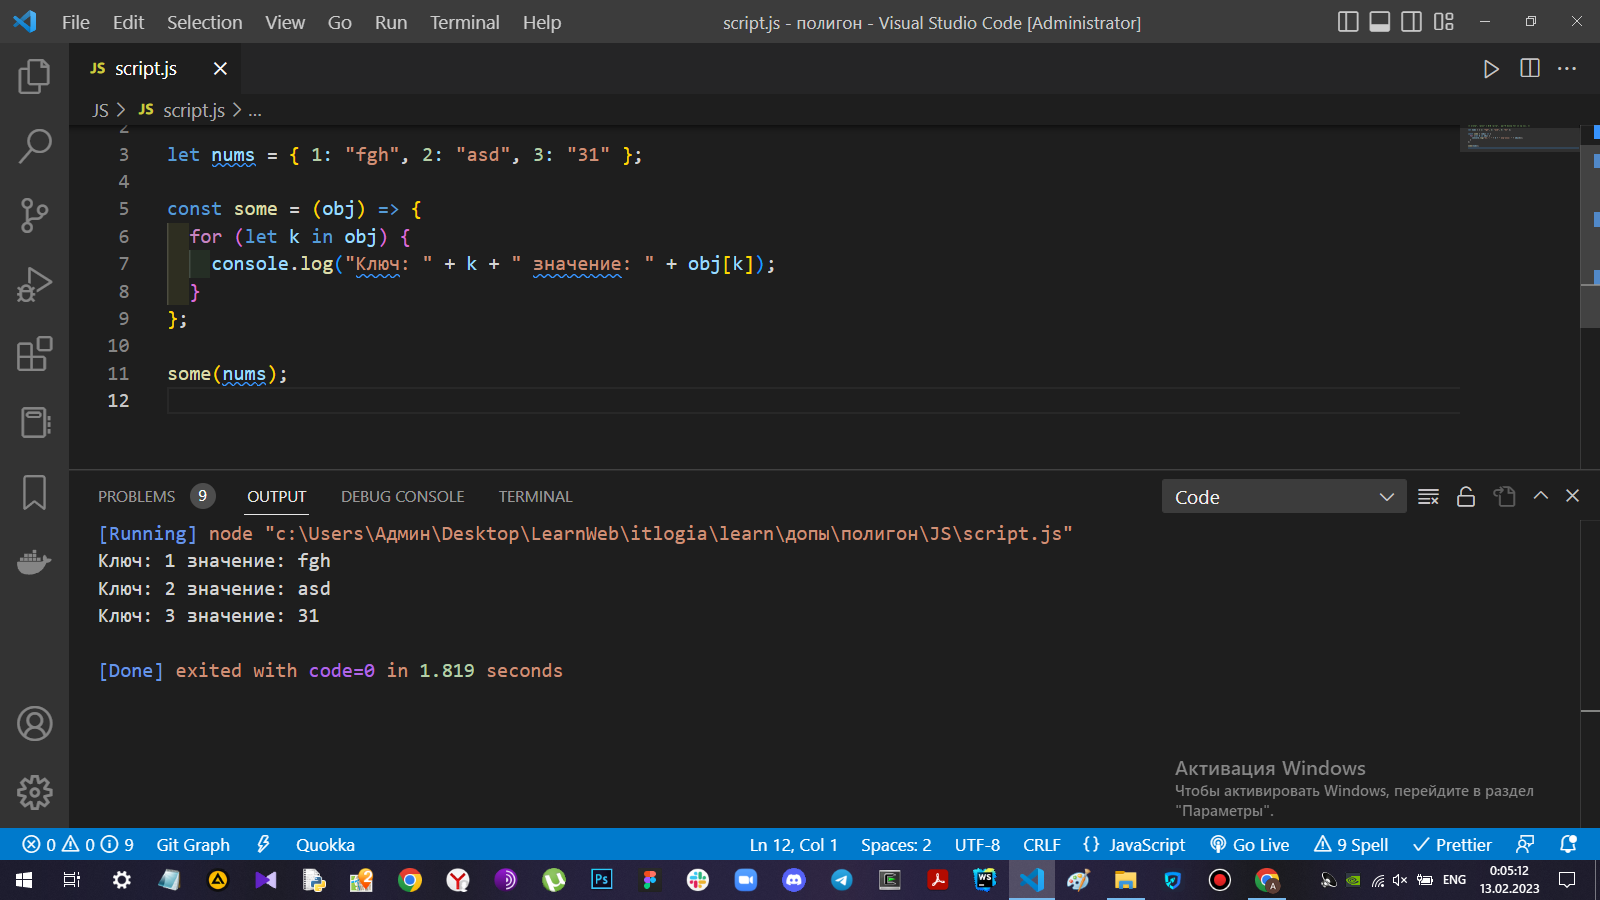 File Edit Selection View Go Run Terminal Help script.js - полигон - Visual Studio Code [Administrator]
JS script.js
JS > JS script.js > ...
2
3 let nums = { 1: "fgh", 2: "asd", 3: "31" };
4
5 const some = (obj) => {
6 for (let k in obj) {
7 console.log("Ключ: " + k + " значение: " + obj[k]);
8 }
9 };
10
11 some(nums);
12
PROBLEMS 9 OUTPUT DEBUG CONSOLE TERMINAL Code
[Running] node "c:\Users\Админ\Desktop\LearnWeb\itlogia\learn\допы\полигон\JS\script.js"
Ключ: 1 значение: fgh
Ключ: 2 значение: asd
Ключ: 3 значение: 31
[Done] exited with code=0 in 1.819 seconds
Активация Windows
Чтобы активировать Windows, перейдите в раздел
"Параметры".
0 0 9 Git Graph Quokka Ln 12, Col 1 Spaces: 2 UTF-8 CRLF {} JavaScript Go Live 9 Spell Prettier
Ps WS A ENG 0:05:12
13.02.2023